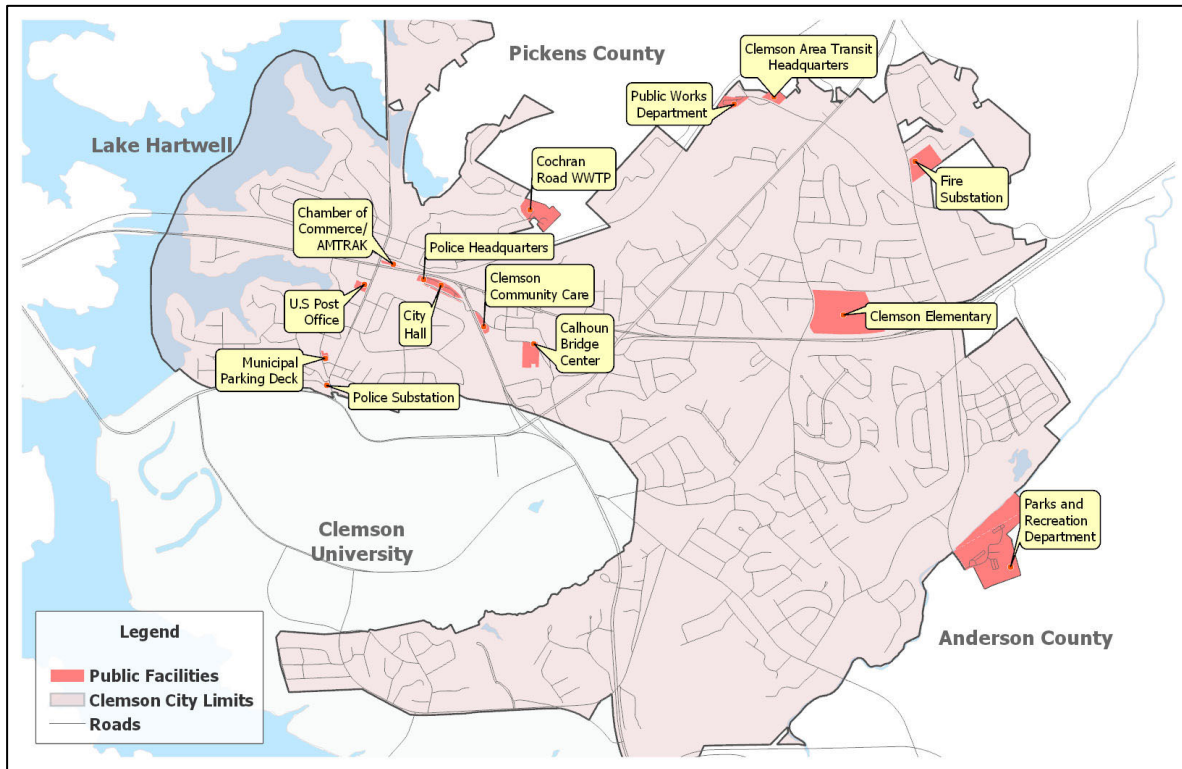 Pickens County
Clemson Area Transit
Headquarters
Public Works
Department
Lake Hartwell
Cochran
Road WWTP
Fire
Substation
Chamber of
Commerce/
AMTRAK
Police Headquarters
U.S Post
Office
City
Hall
Clemson
Community Care
Clemson Elementary
Calhoun
Bridge
Center
Municipal
Parking Deck
Police Substation
Parks and
Recreation
Department
Clemson
University
Anderson County
Legend
Public Facilities
Clemson City Limits
Roads